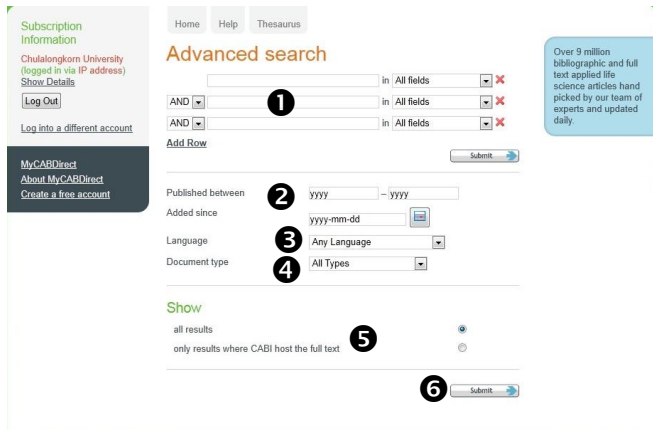 Subscription
Information
Chulalongkorn University
(logged in via IP address)
Show Details
Log Out
Log into a different account
MyCABDirect
About MyCABDirect
Create a free account
Home Help Thesaurus
Advanced search
in All fields
AND 1 in All fields
AND in All fields
Add Row
Submit
Published between 2 yyyy – yyyy
Added since yyyy-mm-dd
Language 3 Any Language
Document type 4 All Types
Show
all results
5
only results where CABI host the full text
6 Submit
Over 9 million
bibliographic and full
text applied life
science articles hand
picked by our team of
experts and updated
daily.